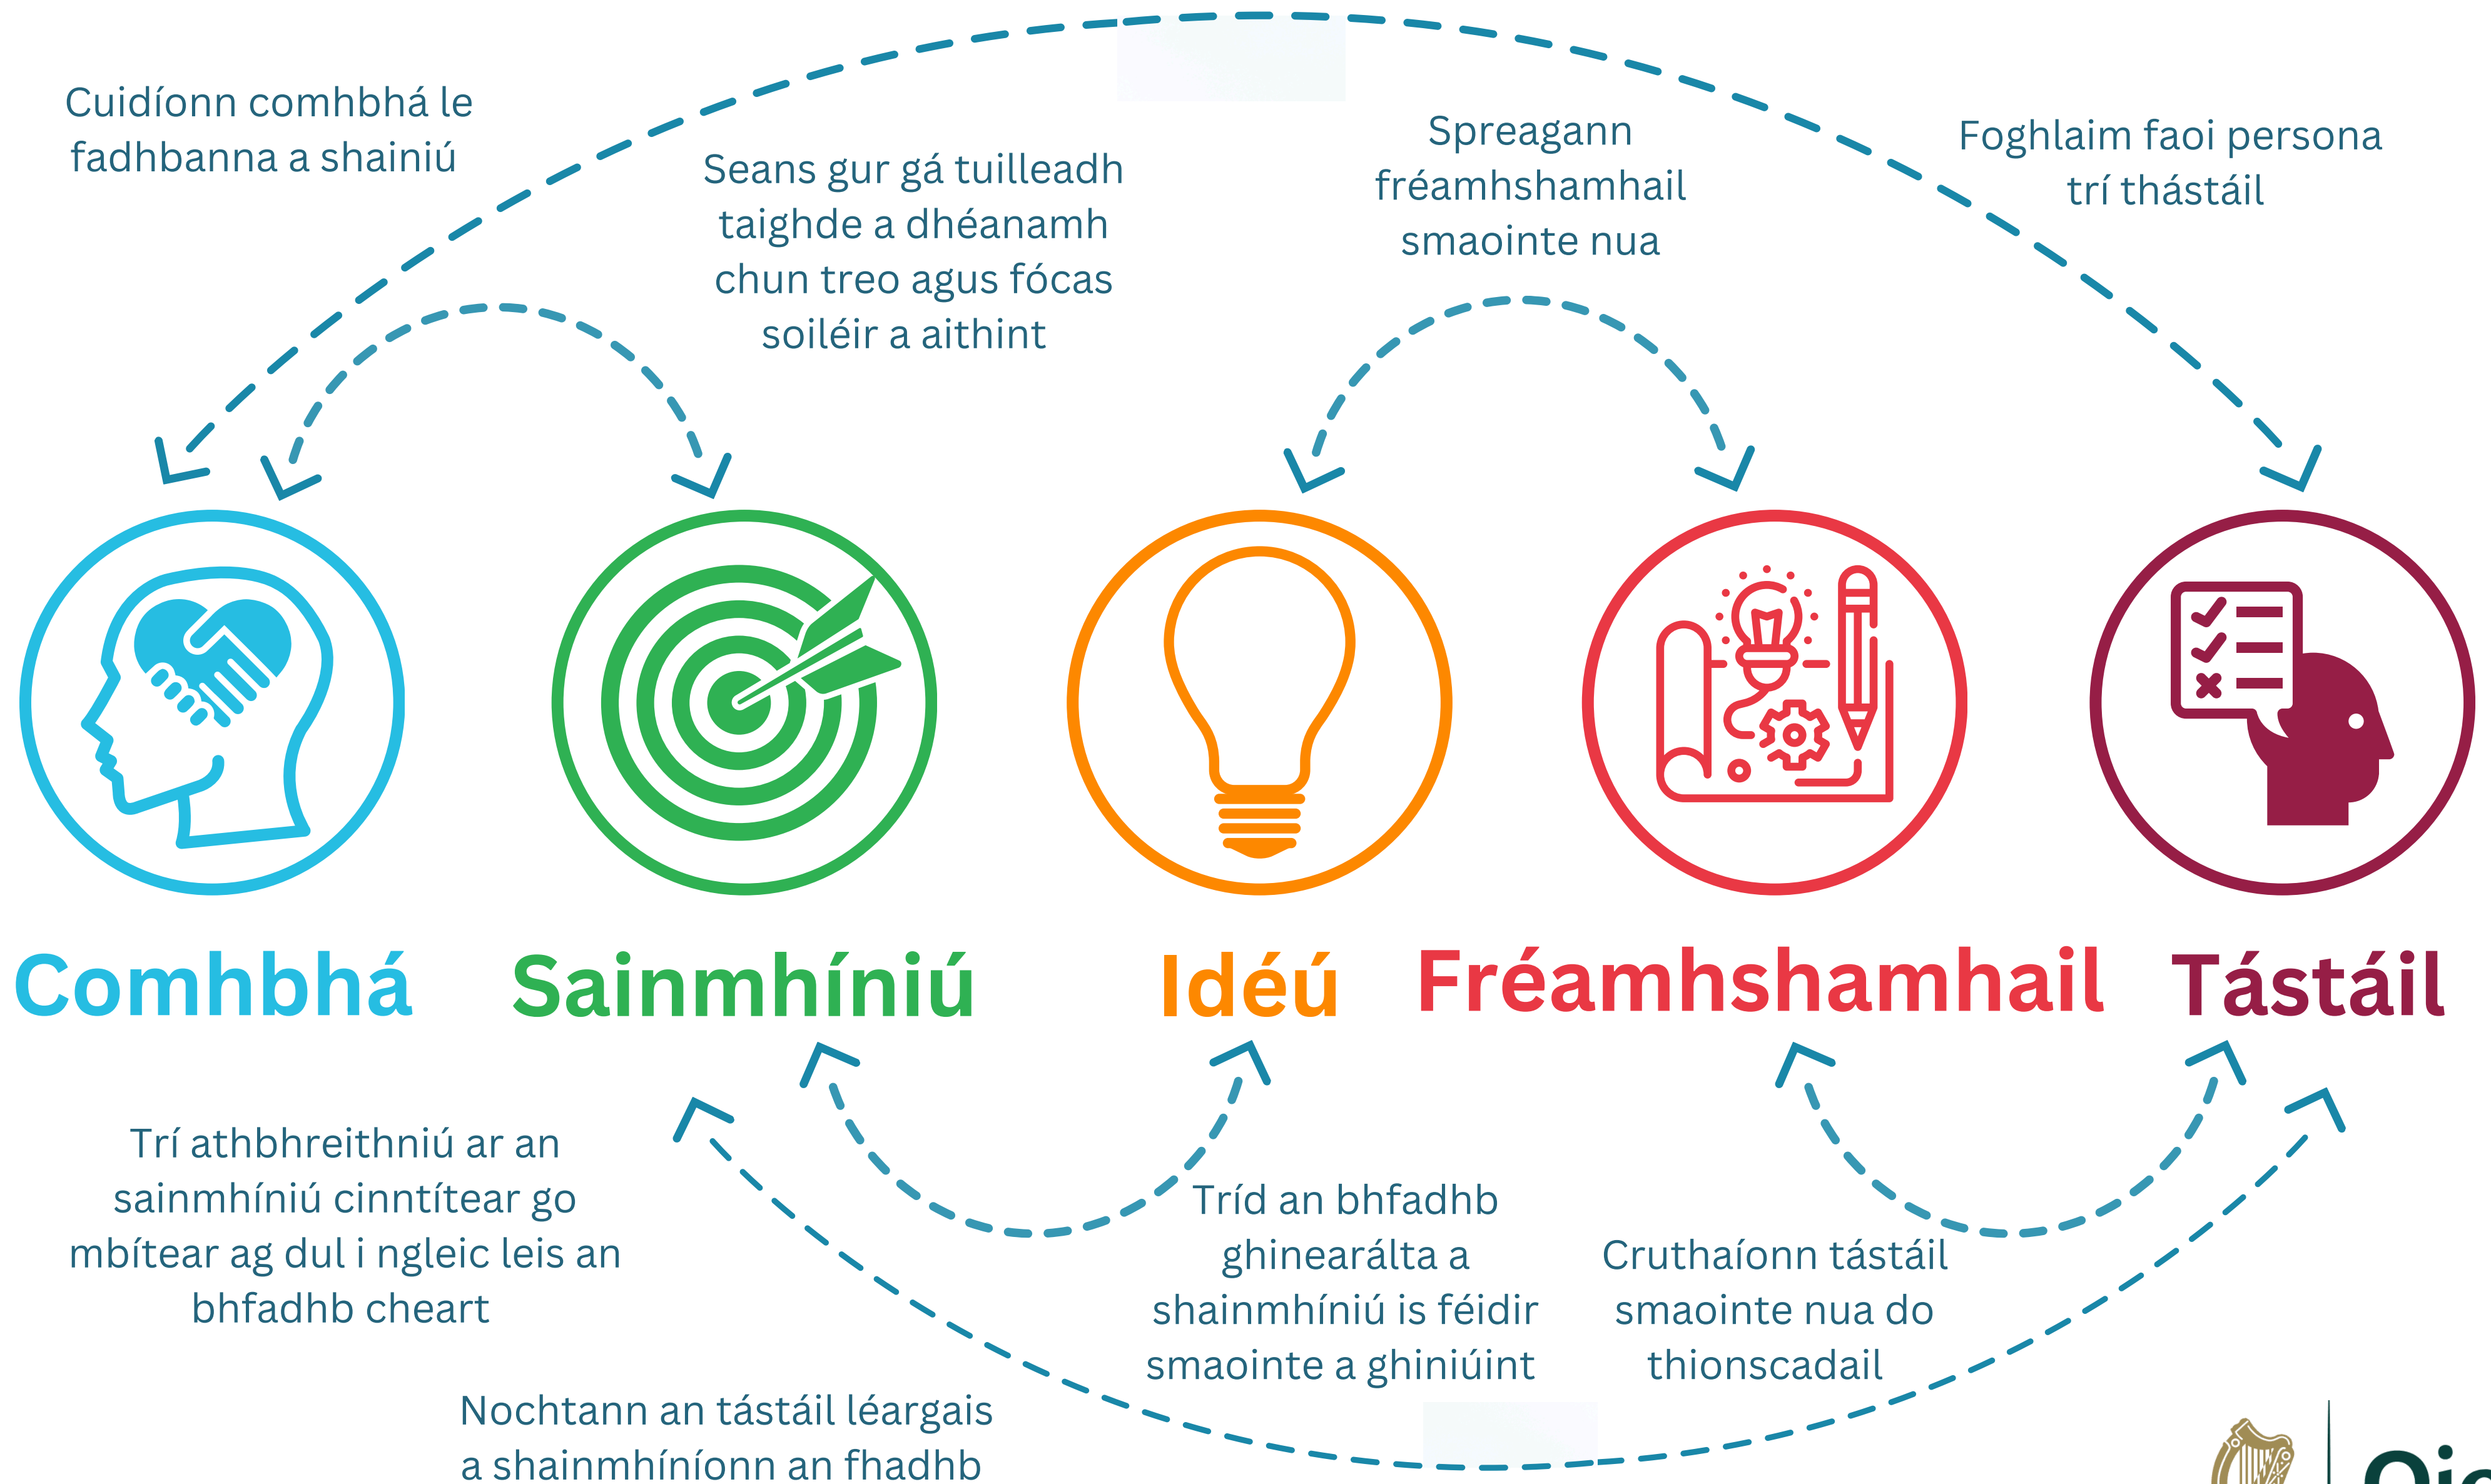 Cuidíonn comhbhá le
fadhbanna a shainiú
Seans gur gá tuilleadh
taighde a dhéanamh
chun treo agus fócas
soiléir a aithint
Spreagann
fréamhshamhail
smaointe nua
Foghlaim faoi persona
trí thástáil
Comhbhá
Sainmhíniú
Idéú
Fréamhshamhail
Tástáil
Trí athbhreithniú ar an
sainmhíniú cinntítear go
mbítear ag dul i ngleic leis an
bhfadhb cheart
Nochtann an tástáil léargais
a shainmhíníonn an fhadhb
Tríd an bhfadhb
ghinearálta a
shainmhíniú is féidir
smaointe a ghiniúint
Cruthaíonn tástáil
smaointe nua do
thionscadail